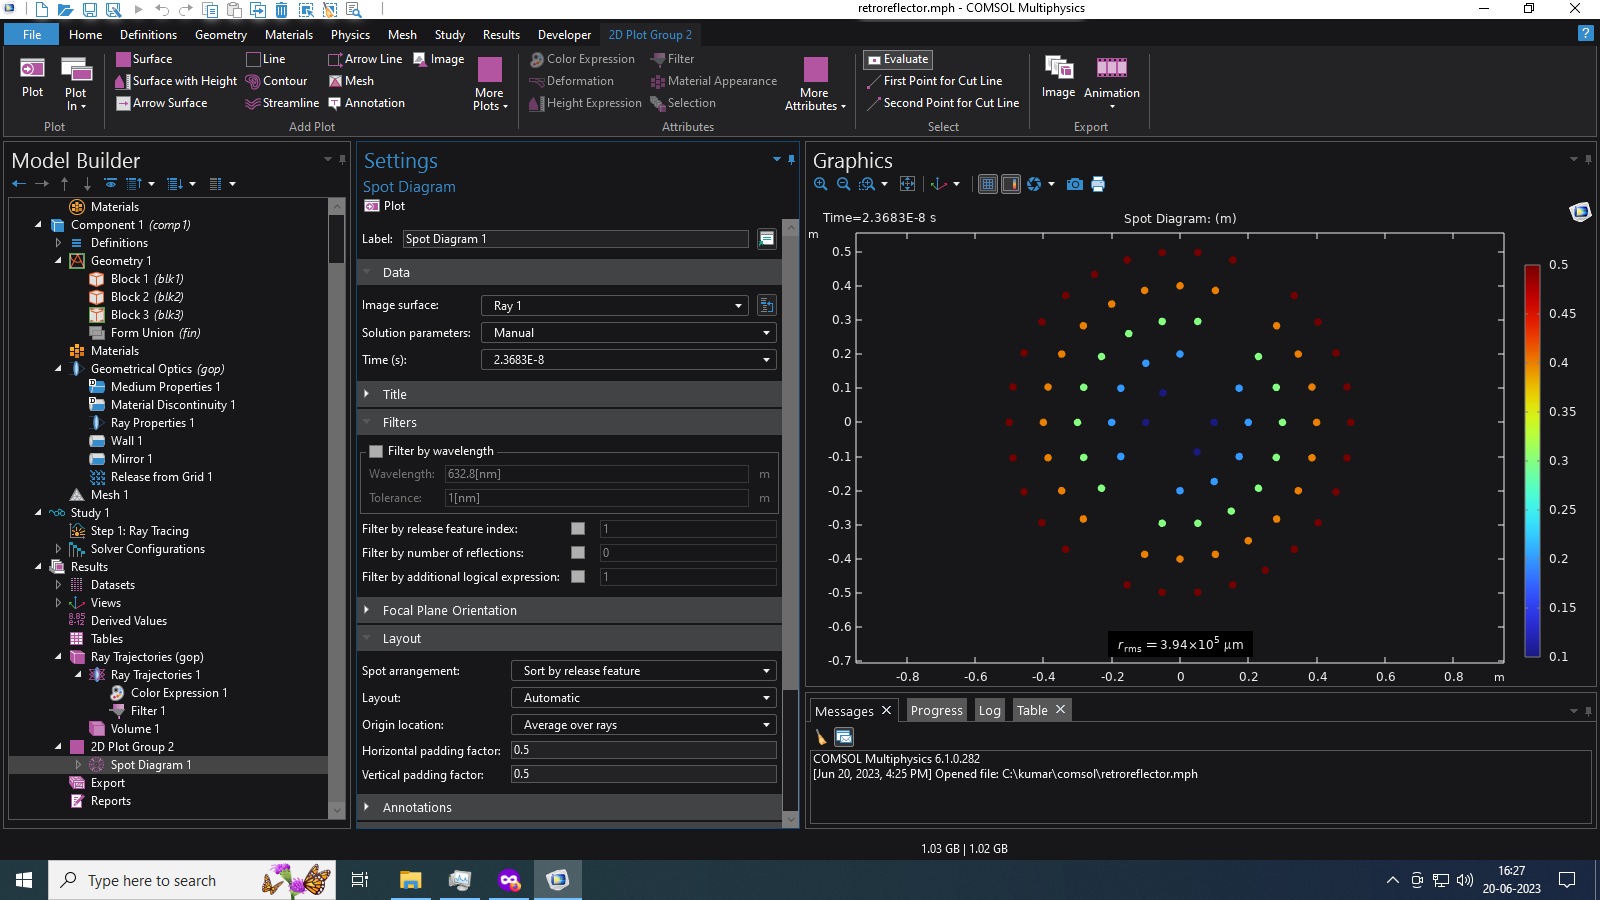 retroreflector.mph - COMSOL Multiphysics
File Home Definitions Geometry Materials Physics Mesh Study Results Developer 2D Plot Group 2
Plot
Plot In
Plot
Surface
Surface with Height
Arrow Surface
Line
Contour
Streamline
Arrow Line
Mesh
Annotation
Image
More Plots
Add Plot
Color Expression
Deformation
Height Expression
Filter
Material Appearance
Selection
More Attributes
Attributes
Evaluate
First Point for Cut Line
Second Point for Cut Line
Select
Image
Animation
Export
Model Builder
Materials
Component 1 (comp1)
Definitions
Geometry 1
Block 1 (blk1)
Block 2 (blk2)
Block 3 (blk3)
Form Union (fin)
Materials
Geometrical Optics (gop)
Medium Properties 1
Material Discontinuity 1
Ray Properties 1
Wall 1
Mirror 1
Release from Grid 1
Mesh 1
Study 1
Step 1: Ray Tracing
Solver Configurations
Results
Datasets
Views
8.85
e-12
Derived Values
Tables
Ray Trajectories (gop)
Ray Trajectories 1
Color Expression 1
Filter 1
Volume 1
2D Plot Group 2
Spot Diagram 1
Export
Reports
Settings
Spot Diagram
Plot
Label: Spot Diagram 1
Data
Image surface: Ray 1
Solution parameters: Manual
Time (s): 2.3683E-8
Title
Filters
Filter by wavelength
Wavelength: 632.8[nm] m
Tolerance: 1[nm] m
Filter by release feature index: 1
Filter by number of reflections: 0
Filter by additional logical expression: 1
Focal Plane Orientation
Layout
Spot arrangement: Sort by release feature
Layout: Automatic
Origin location: Average over rays
Horizontal padding factor: 0.5
Vertical padding factor: 0.5
Annotations
Graphics
Time=2.3683E-8 s Spot Diagram: (m)
m
0.5
0.4
0.3
0.2
0.1
0
-0.1
-0.2
-0.3
-0.4
-0.5
-0.6
-0.7
-0.8 -0.6 -0.4 -0.2 0 0.2 0.4 0.6 0.8 m
r rms = 3.94×10⁵ µm
0.5
0.45
0.4
0.35
0.3
0.25
0.2
0.15
0.1
Messages Progress Log Table
COMSOL Multiphysics 6.1.0.282
[Jun 20, 2023, 4:25 PM] Opened file: C:\kumar\comsol\retroreflector.mph
1.03 GB | 1.02 GB
Type here to search
16:27
20-06-2023